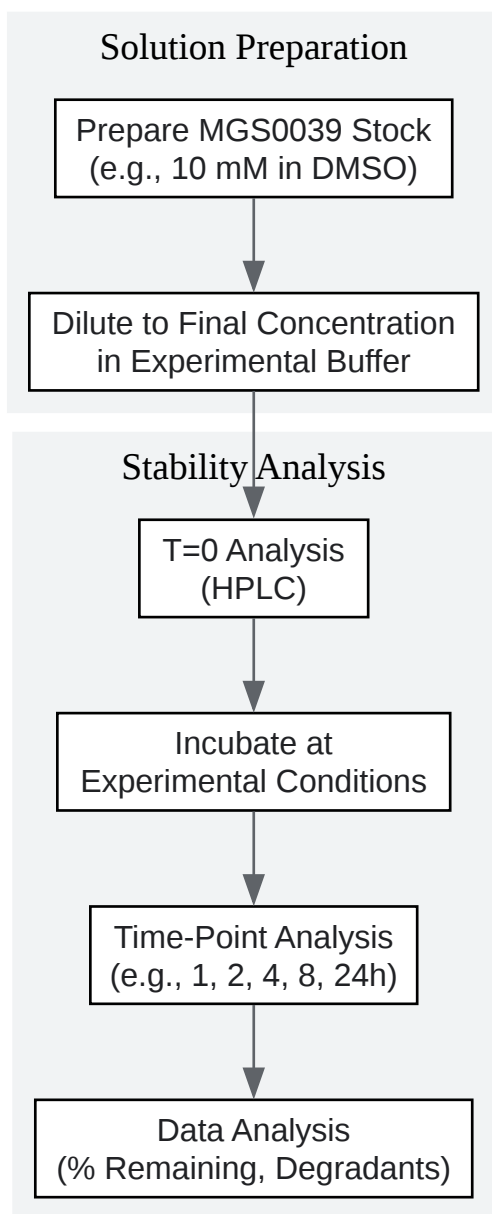 Solution Preparation
Prepare MGS0039 Stock
(e.g., 10 mM in DMSO)
Dilute to Final Concentration
in Experimental Buffer
Stability Analysis
T=0 Analysis
(HPLC)
Incubate at
Experimental Conditions
Time-Point Analysis
(e.g., 1, 2, 4, 8, 24h)
Data Analysis
(% Remaining, Degradants)